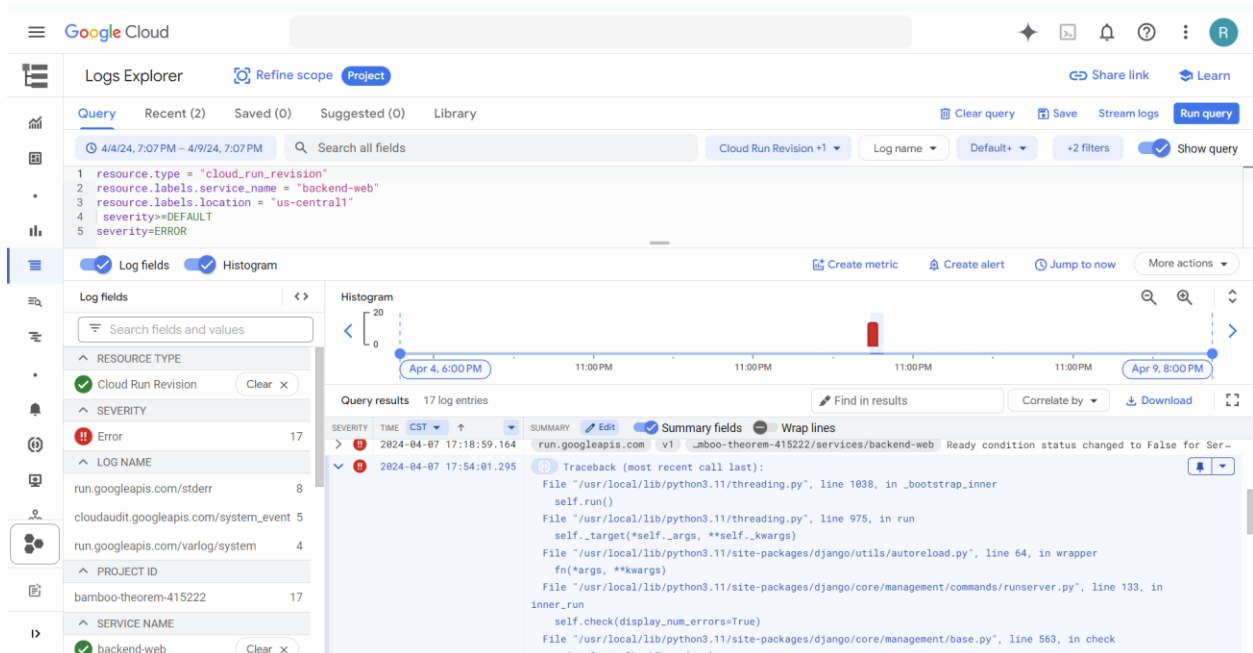 Google Cloud
R
Logs Explorer
Refine scope
Project
Share link
Learn
Query
Recent (2)
Saved (0)
Suggested (0)
Library
Clear query
Save
Stream logs
Run query
4/4/24, 7:07 PM – 4/9/24, 7:07 PM
Search all fields
Cloud Run Revision +1
Log name
Default+
+2 filters
Show query
1 resource.type = "cloud_run_revision"
2 resource.labels.service_name = "backend-web"
3 resource.labels.location = "us-central1"
4 severity>=DEFAULT
5 severity=ERROR
Log fields
Histogram
Create metric
Create alert
Jump to now
More actions
Log fields
Search fields and values
RESOURCE TYPE
Cloud Run Revision
Clear
SEVERITY
Error 17
LOG NAME
run.googleapis.com/stderr 8
cloudaudit.googleapis.com/system_event 5
run.googleapis.com/varlog/system 4
PROJECT ID
bamboo-theorem-415222 17
SERVICE NAME
backend-web
Clear
Histogram
20
0
Apr 4, 6:00 PM
11:00 PM
11:00 PM
11:00 PM
11:00 PM
Apr 9, 8:00 PM
Query results 17 log entries
Find in results
Correlate by
Download
SEVERITY TIME CST SUMMARY Edit Summary fields Wrap lines
2024-04-07 17:18:59.164 run.googleapis.com v1 …mboo-theorem-415222/services/backend-web Ready condition status changed to False for Ser…
2024-04-07 17:54:01.295 Traceback (most recent call last):
File "/usr/local/lib/python3.11/threading.py", line 1038, in _bootstrap_inner
self.run()
File "/usr/local/lib/python3.11/threading.py", line 975, in run
self._target(*self._args, **self._kwargs)
File "/usr/local/lib/python3.11/site-packages/django/utils/autoreload.py", line 64, in wrapper
fn(*args, **kwargs)
File "/usr/local/lib/python3.11/site-packages/django/core/management/commands/runserver.py", line 133, in
inner_run
self.check(display_num_errors=True)
File "/usr/local/lib/python3.11/site-packages/django/core/management/base.py", line 563, in check